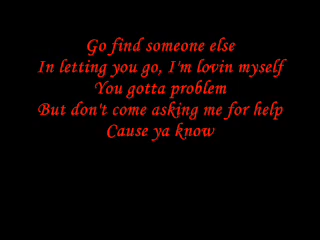 Go find someone else
In letting you go, I'm lovin myself
You gotta problem
But don't come asking me for help
Cause ya know